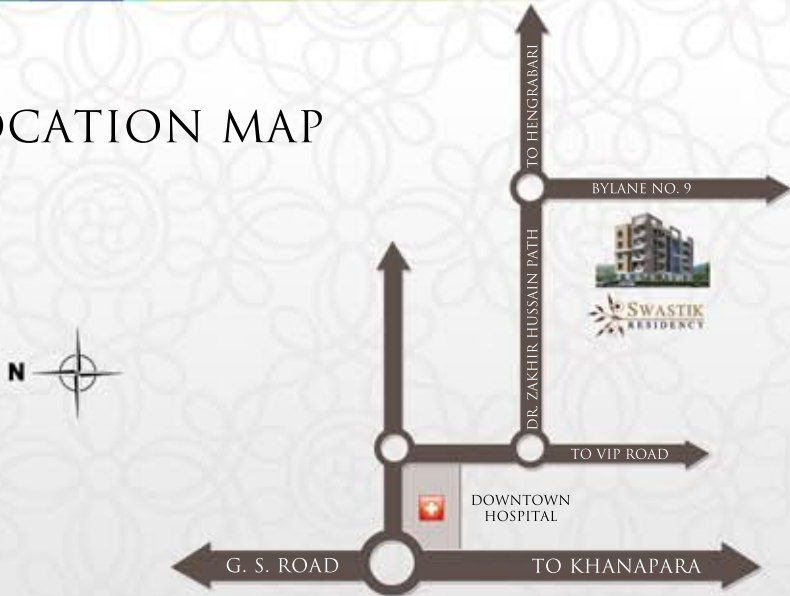 OCATION MAP
TO HENGRABARI
BYLANE NO. 9
DR. ZAKHIR HUSSAIN PATH
SWASTIK
RESIDENCY
N
TO VIP ROAD
DOWNTOWN
HOSPITAL
G. S. ROAD
TO KHANAPARA